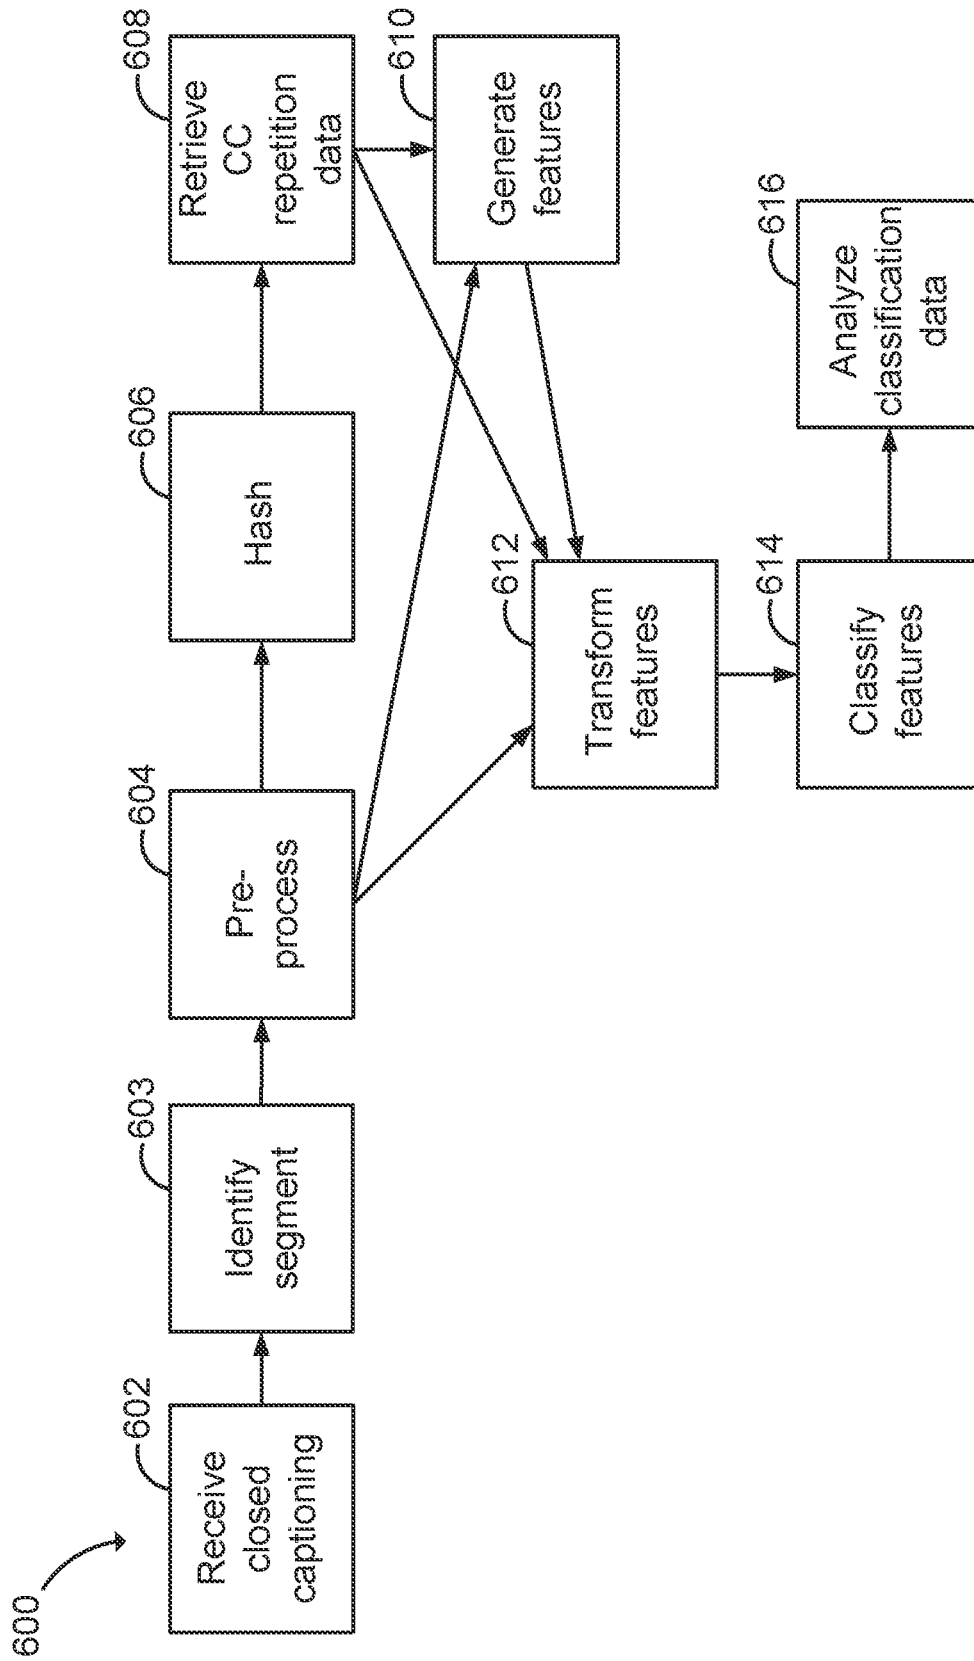 600
602
Receive
closed
captioning
603
Identify
segment
604
Pre-
process
606
Hash
608
Retrieve
CC
repetition
data
610
Generate
features
612
Transform
features
614
Classify
features
616
Analyze
classification
data